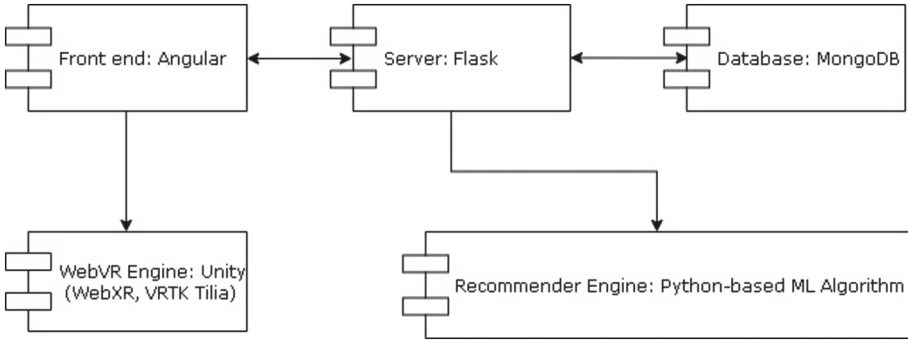 Front end: Angular
Server: Flask
Database: MongoDB
WebVR Engine: Unity
(WebXR, VRTK Tilia)
Recommender Engine: Python-based ML Algorithm